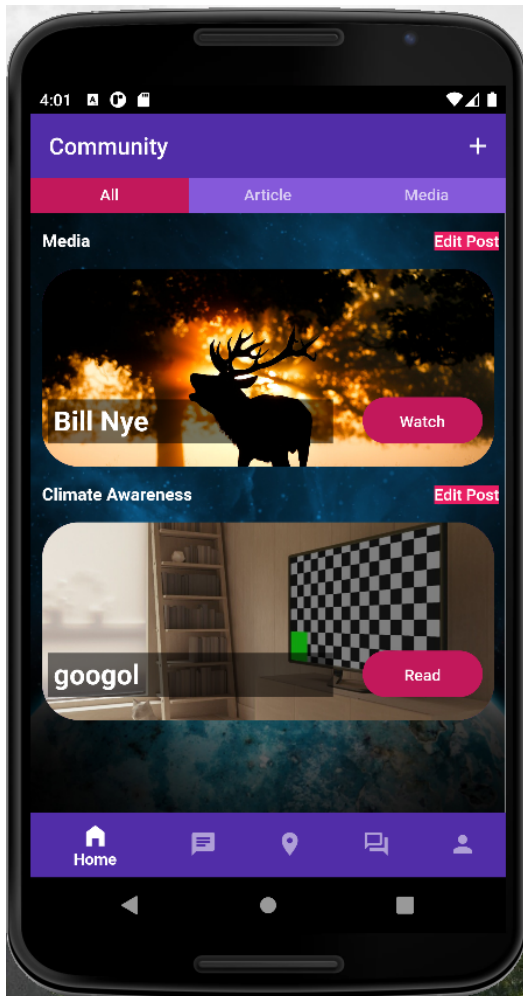 4:01
Community +
All Article Media
Media Edit Post
Bill Nye Watch
Climate Awareness Edit Post
googol Read
Home